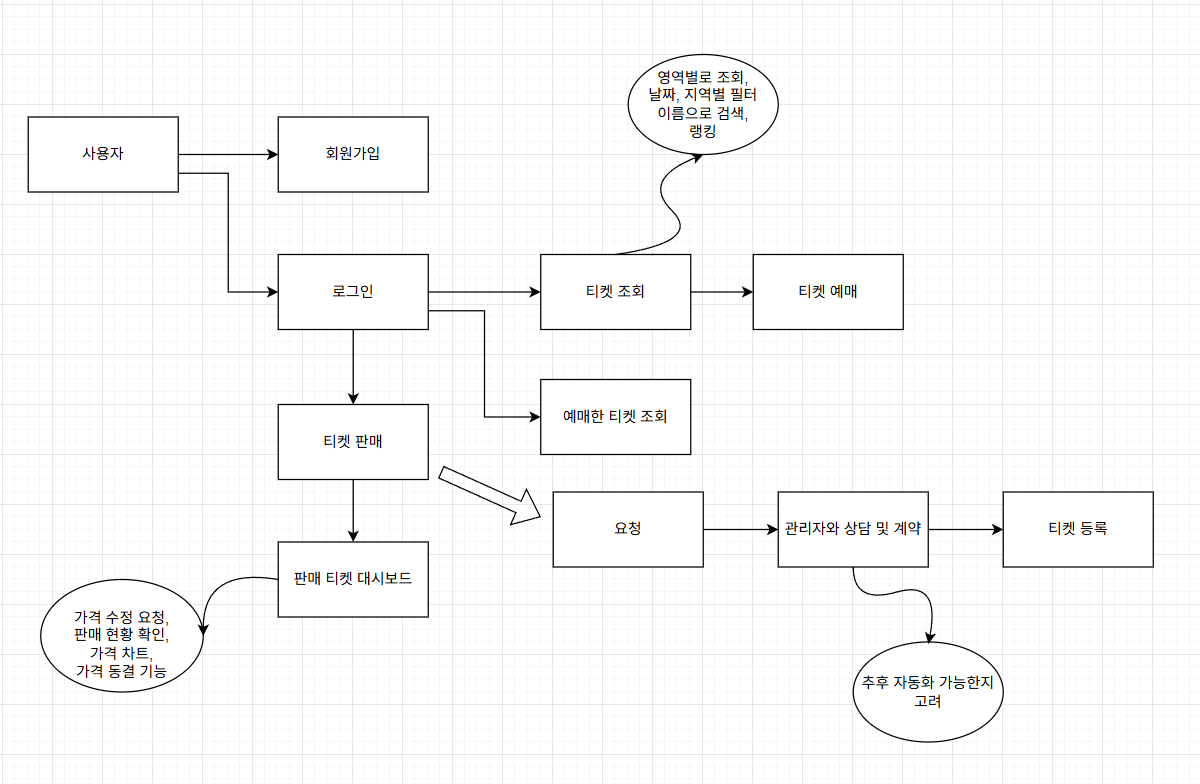 영역별로 조회,
날짜, 지역별 필터
이름으로 검색,
랭킹
사용자
회원가입
로그인
티켓 조회
티켓 예매
예매한 티켓 조회
티켓 판매
요청
관리자와 상담 및 계약
티켓 등록
판매 티켓 대시보드
가격 수정 요청,
판매 현황 확인,
가격 차트,
가격 동결 기능
추후 자동화 가능한지
고려